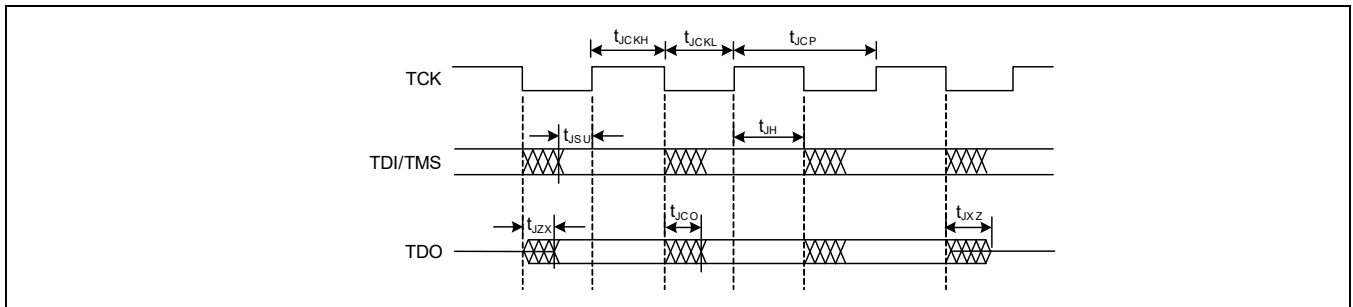 tJCKH tJCKL tJCP
TCK
tJSU tJH
TDI/TMS
tJZX tJCO tJXZ
TDO